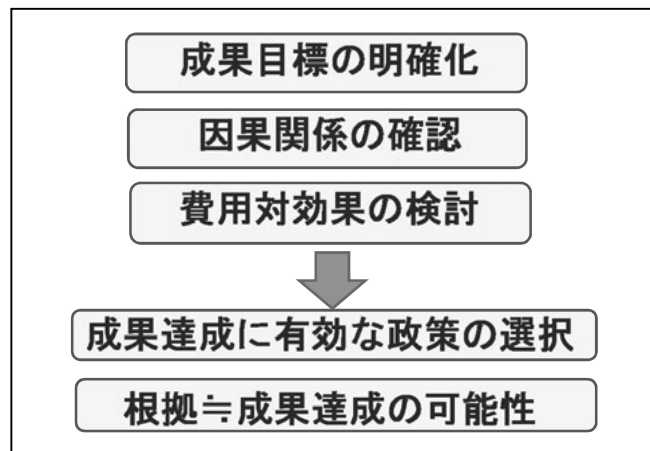 成果目標の明確化
因果関係の確認
費用対効果の検討
成果達成に有効な政策の選択
根拠≒成果達成の可能性